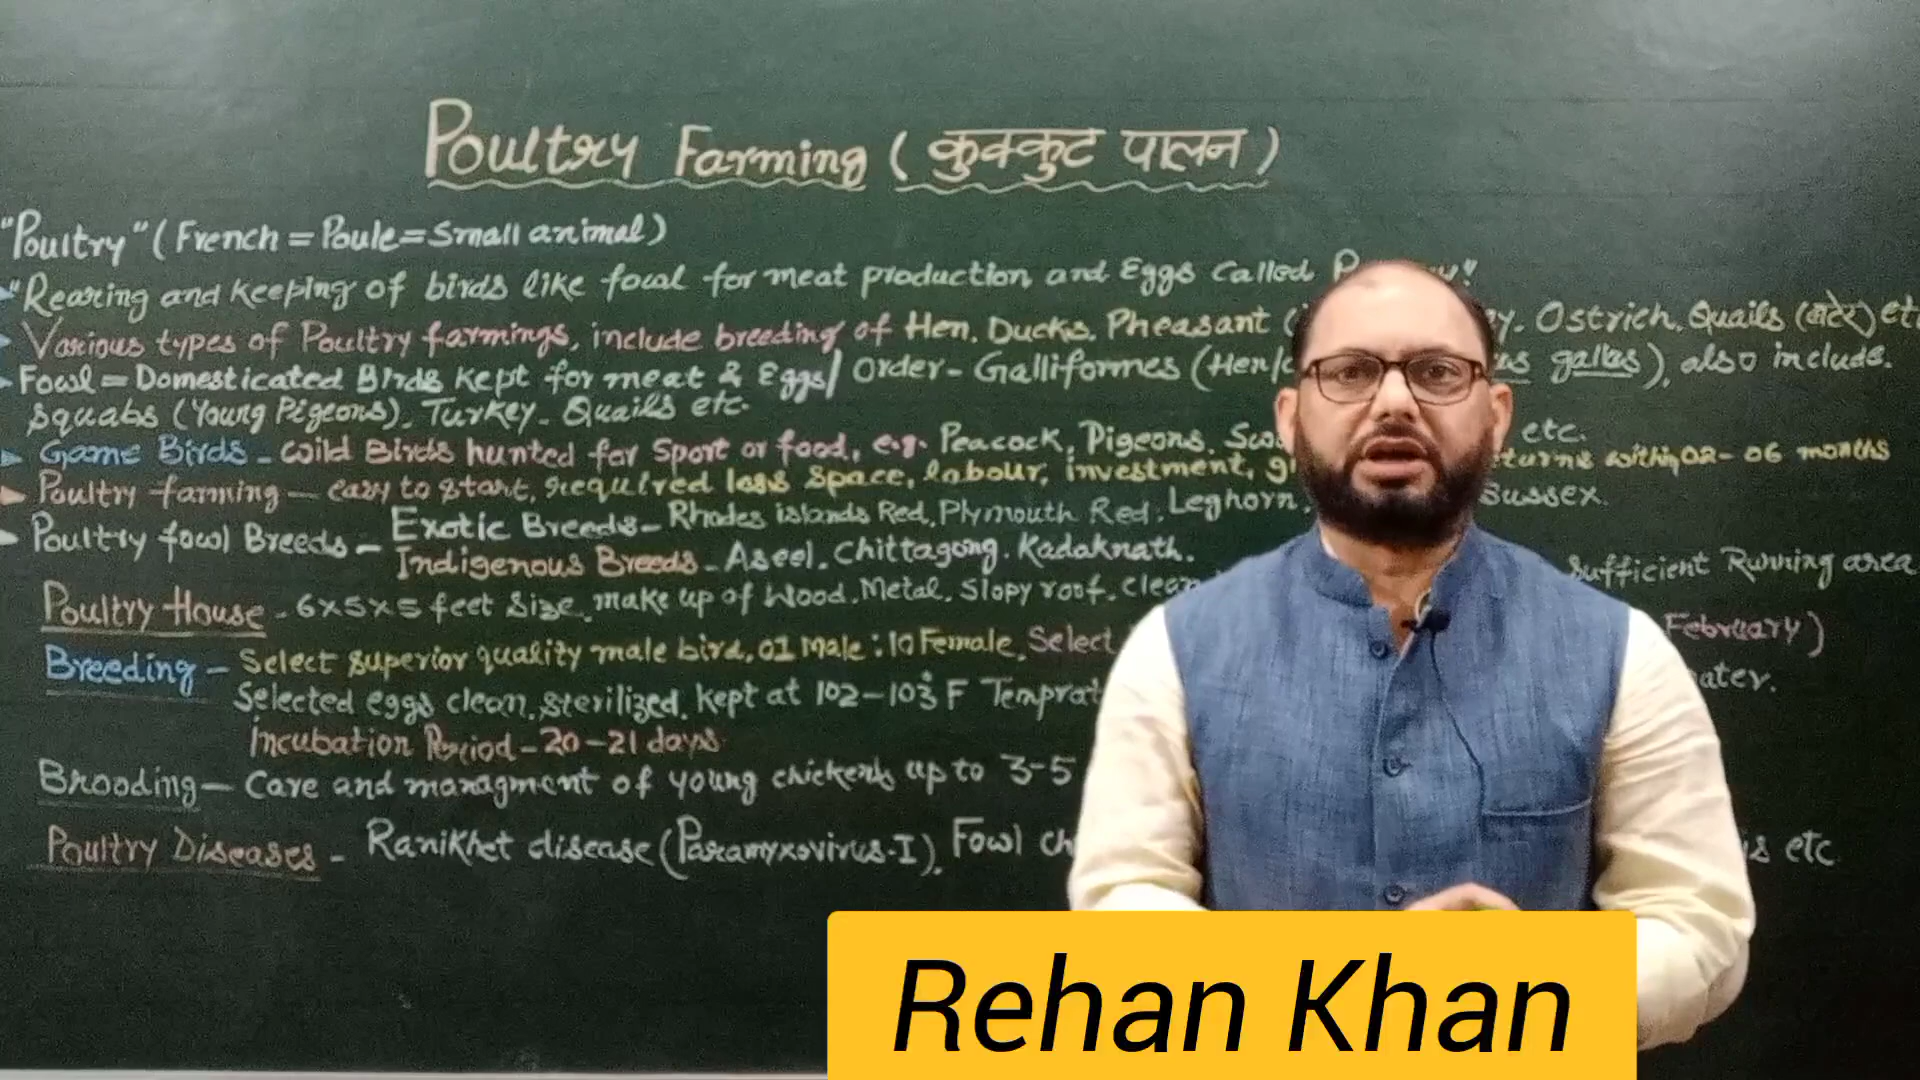 Poultry Farming (कुक्कुट पालन)
"Poultry" (French = Poule = Small animal)
"Rearing and keeping of birds like fowl for meat production and Eggs called
Various types of Poultry farmings, include breeding of Hen, Ducks, Pheasant ( Ostrich, Quails (बटेर) etc
Fowl = Domesticated Birds kept for meat & Eggs/ Order - Galliformes (Hen/ gallus), also include.
squabs (Young Pigeons), Turkey, Quails etc.
Game Birds - wild Birds hunted for sport or food, e.g. Peacock, Pigeons, etc.
Poultry farming - easy to start, required less space, labour, investment, within 02-06 months
Poultry fowl Breeds - Exotic Breeds - Rhodes islands Red, Plymouth Red, Leghorn, Sussex.
Indigenous Breeds - Aseel, Chittagong, Kadaknath.
Poultry House - 6x5x5 feet size, make up of Wood, Metal, Slopy roof, clean Sufficient Running area
Breeding - Select superior quality male bird, 01 Male : 10 Female, Select February)
Selected eggs clean, sterilized, kept at 102-103°F
Incubation Period - 20-21 days
Brooding - Care and managment of young chickens up to 3-5
Poultry Diseases - Ranikhet disease (Paramyxovirus-I), Fowl etc
Rehan Khan